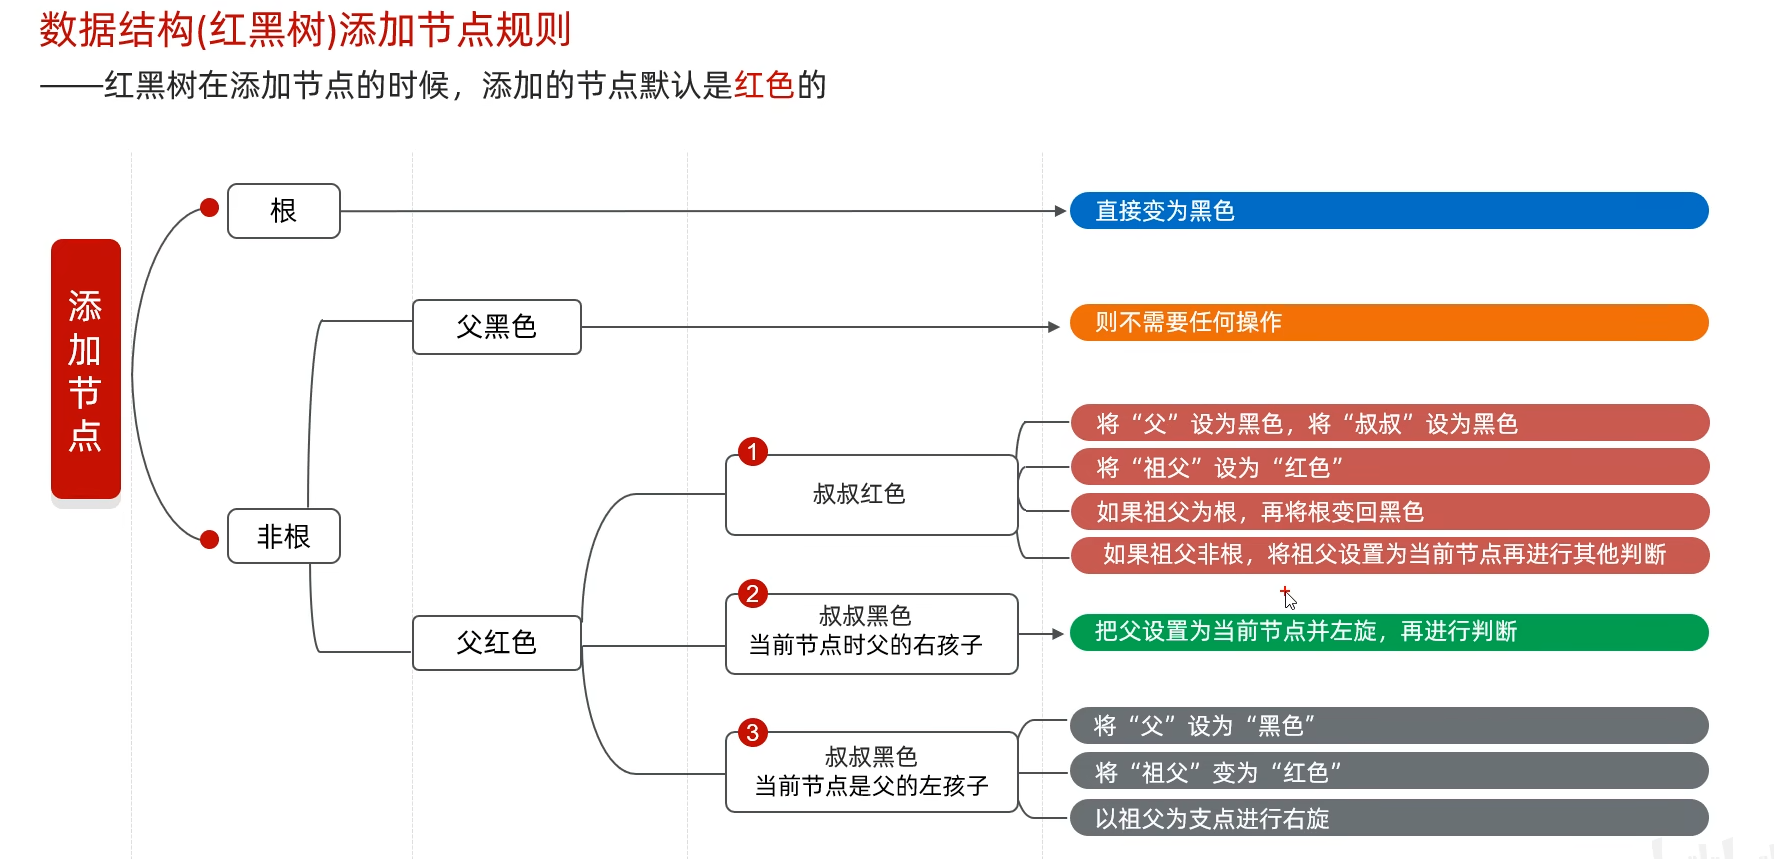 数据结构(红黑树)添加节点规则
——红黑树在添加节点的时候，添加的节点默认是红色的
添加节点
根
直接变为黑色
非根
父黑色
则不需要任何操作
父红色
1
叔叔红色
将“父”设为黑色，将“叔叔”设为黑色
将“祖父”设为“红色”
如果祖父为根，再将根变回黑色
如果祖父非根，将祖父设置为当前节点再进行其他判断
2
叔叔黑色
当前节点时父的右孩子
把父设置为当前节点并左旋，再进行判断
3
叔叔黑色
当前节点是父的左孩子
将“父”设为“黑色”
将“祖父”变为“红色”
以祖父为支点进行右旋